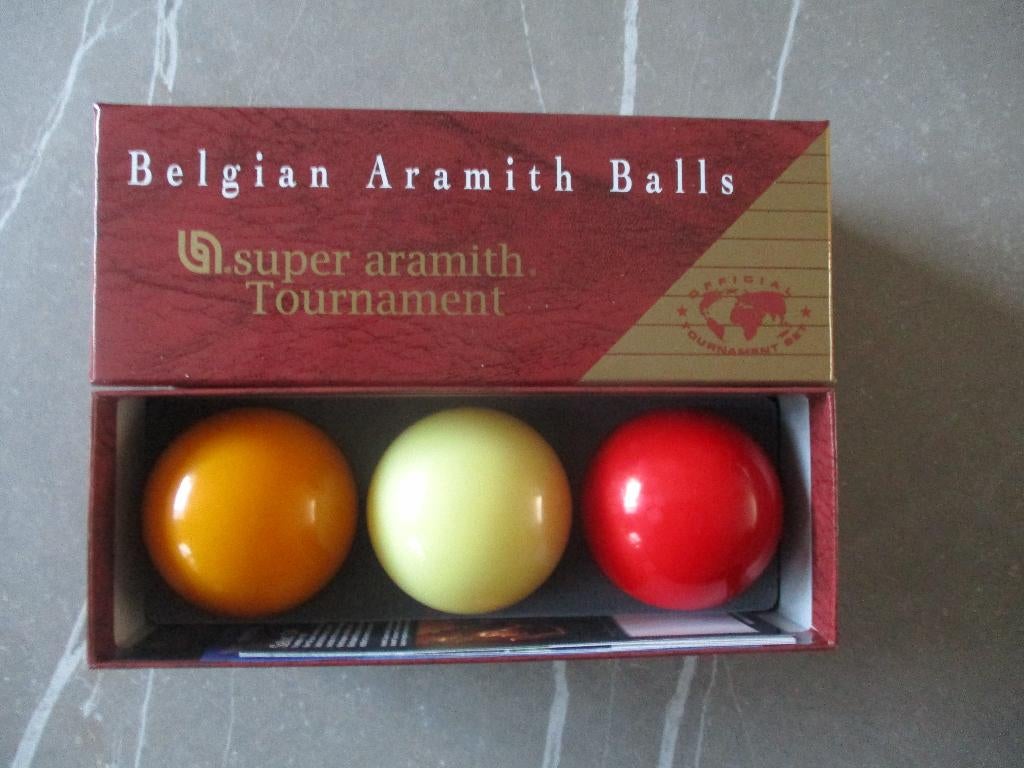 Belgian Aramith Balls
super aramith
Tournament
OFFICIAL
TOURNAMENT SET